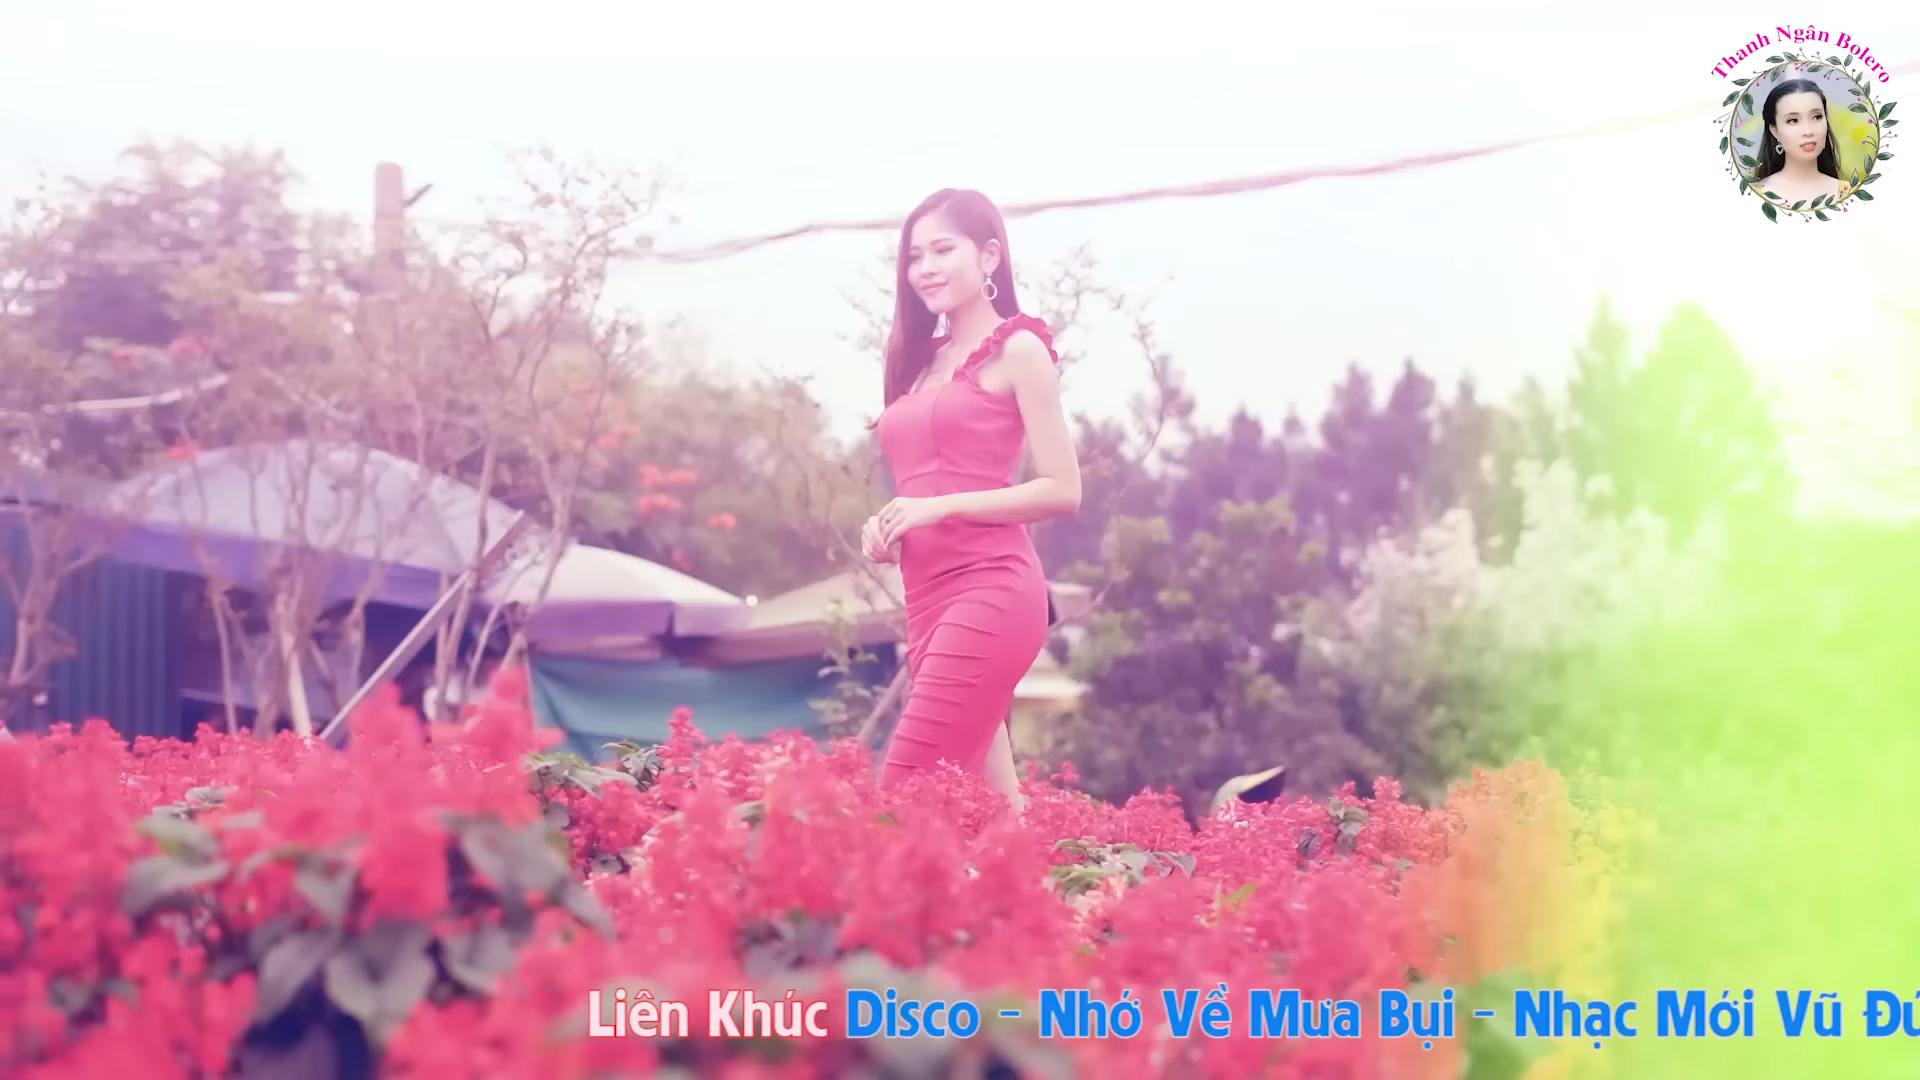 Thanh Ngân Bolero
Liên Khúc Disco - Nhớ Về Mưa Bụi - Nhạc Mới Vũ